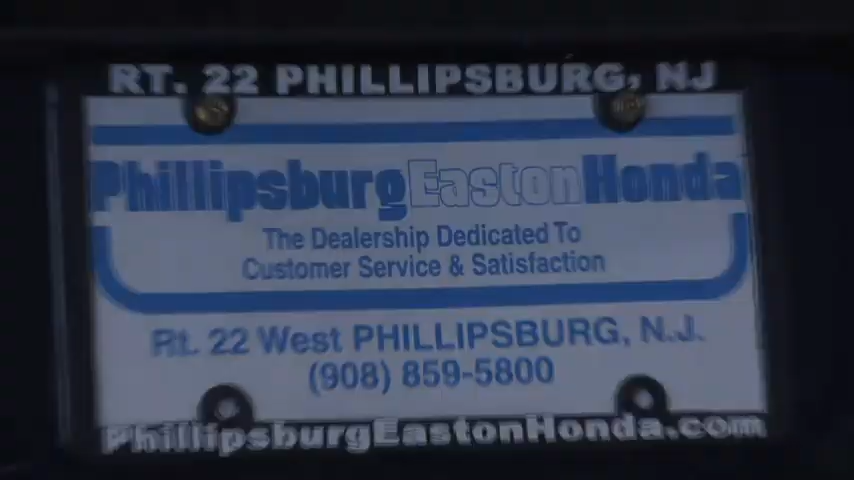 RT. 22 PHILLIPSBURG, NJ
PhillipsburgEastonHonda
The Dealership Dedicated To
Customer Service & Satisfaction
Rt. 22 West PHILLIPSBURG, N.J.
(908) 859-5800
PhillipsburgEastonHonda.com